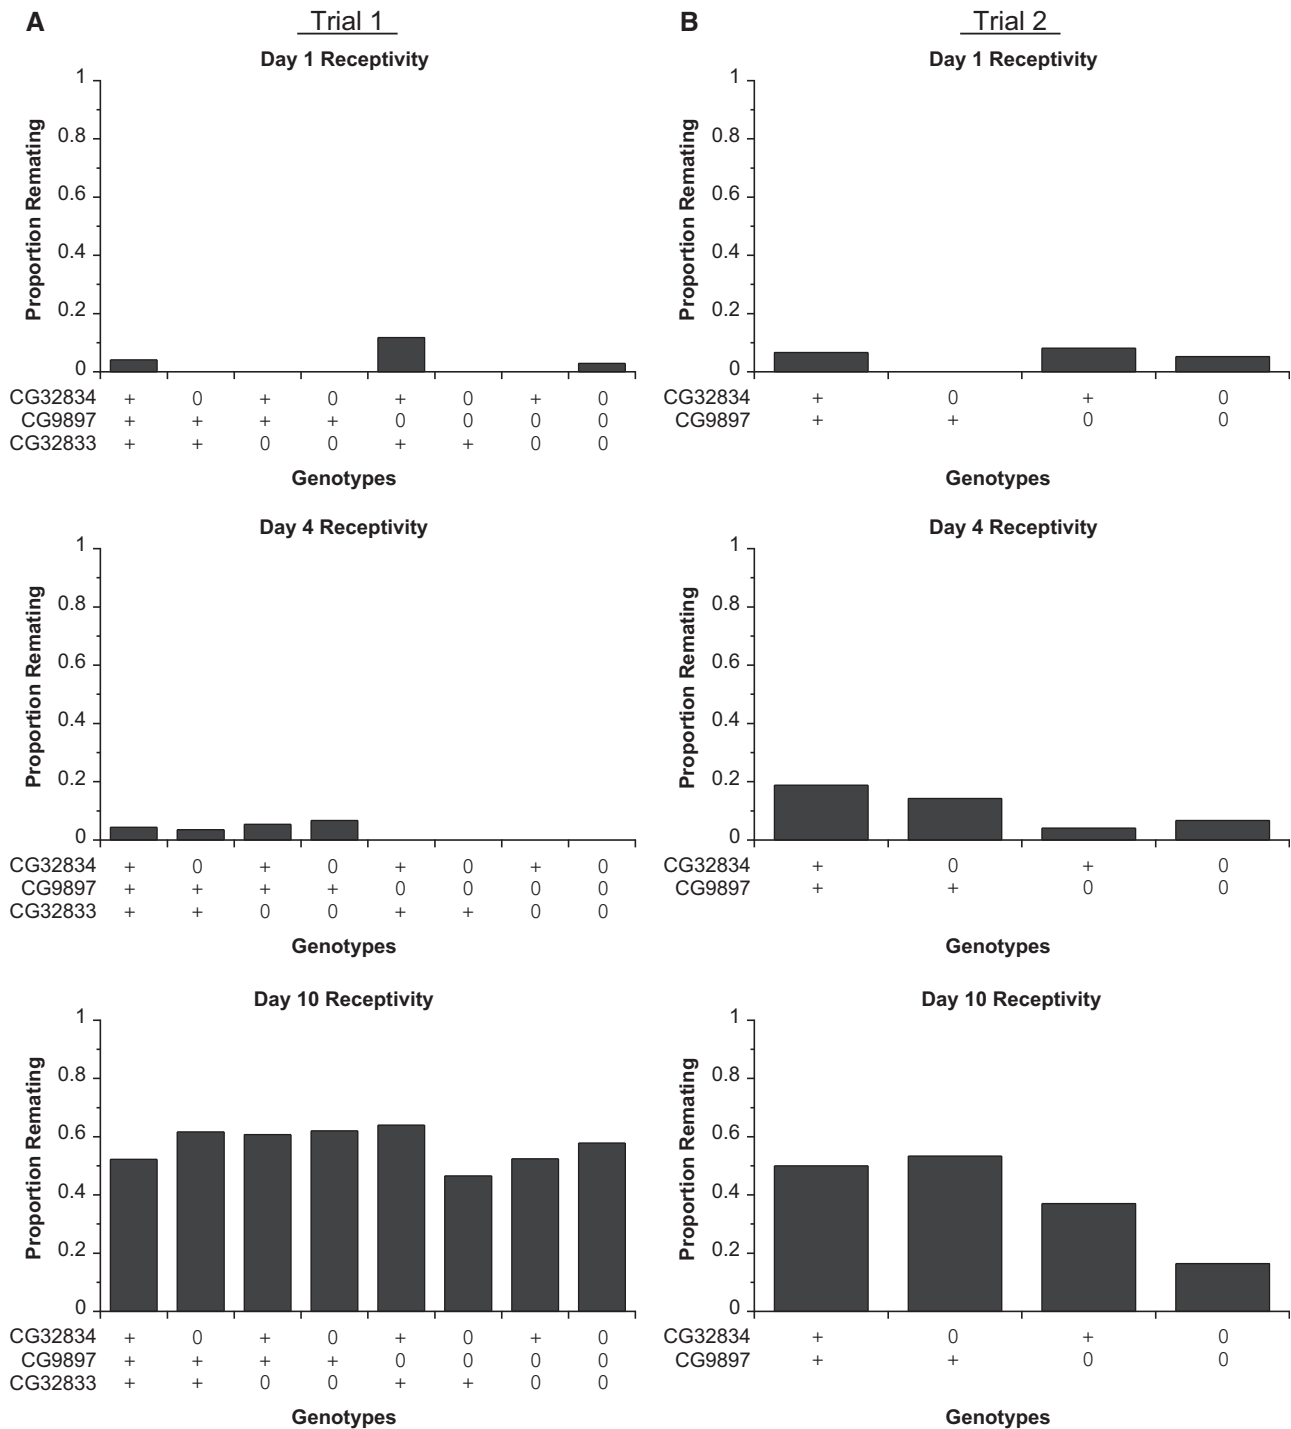 A
Trial 1
Day 1 Receptivity
Proportion Remating
1
0.8
0.6
0.4
0.2
0
CG32834 + 0 + 0 + 0 + 0
CG9897 + + + + 0 0 0 0
CG32833 + + 0 0 + + 0 0
Genotypes
Day 4 Receptivity
Proportion Remating
1
0.8
0.6
0.4
0.2
0
CG32834 + 0 + 0 + 0 + 0
CG9897 + + + + 0 0 0 0
CG32833 + + 0 0 + + 0 0
Genotypes
Day 10 Receptivity
Proportion Remating
1
0.8
0.6
0.4
0.2
0
CG32834 + 0 + 0 + 0 + 0
CG9897 + + + + 0 0 0 0
CG32833 + + 0 0 + + 0 0
Genotypes
B
Trial 2
Day 1 Receptivity
Proportion Remating
1
0.8
0.6
0.4
0.2
0
CG32834 + 0 + 0
CG9897 + + 0 0
Genotypes
Day 4 Receptivity
Proportion Remating
1
0.8
0.6
0.4
0.2
0
CG32834 + 0 + 0
CG9897 + + 0 0
Genotypes
Day 10 Receptivity
Proportion Remating
1
0.8
0.6
0.4
0.2
0
CG32834 + 0 + 0
CG9897 + + 0 0
Genotypes